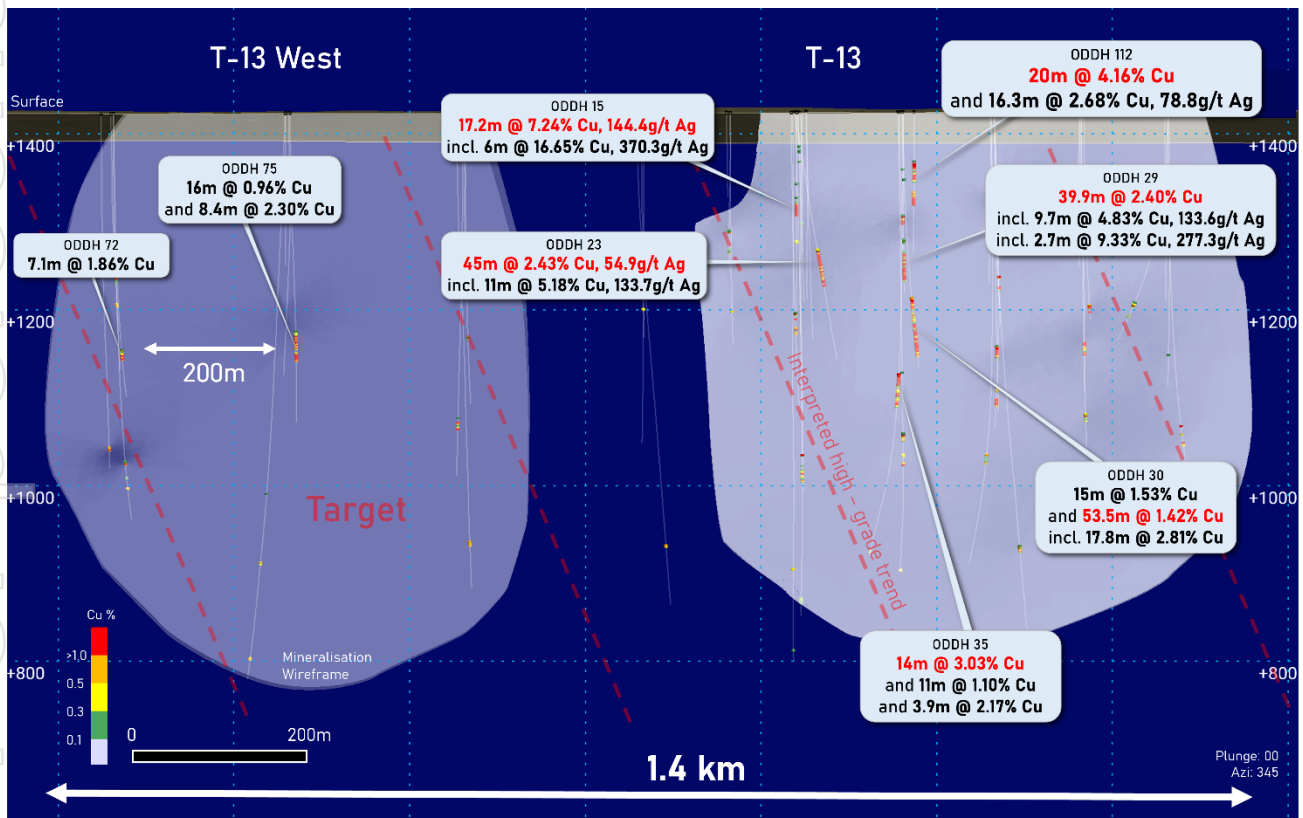 T-13 West
T-13
Surface
+1400
+1200
+1000
+800
+1400
+1200
+1000
+800
ODDH 112
20m @ 4.16% Cu
and 16.3m @ 2.68% Cu, 78.8g/t Ag
ODDH 15
17.2m @ 7.24% Cu, 144.4g/t Ag
incl. 6m @ 16.65% Cu, 370.3g/t Ag
ODDH 75
16m @ 0.96% Cu
and 8.4m @ 2.30% Cu
ODDH 29
39.9m @ 2.40% Cu
incl. 9.7m @ 4.83% Cu, 133.6g/t Ag
incl. 2.7m @ 9.33% Cu, 277.3g/t Ag
ODDH 72
7.1m @ 1.86% Cu
ODDH 23
45m @ 2.43% Cu, 54.9g/t Ag
incl. 11m @ 5.18% Cu, 133.7g/t Ag
200m
Interpreted high – grade trend
Target
ODDH 30
15m @ 1.53% Cu
and 53.5m @ 1.42% Cu
incl. 17.8m @ 2.81% Cu
ODDH 35
14m @ 3.03% Cu
and 11m @ 1.10% Cu
and 3.9m @ 2.17% Cu
Cu %
>1.0
0.5
0.3
0.1
Mineralisation
Wireframe
0
200m
1.4 km
Plunge: 00
Azi: 345